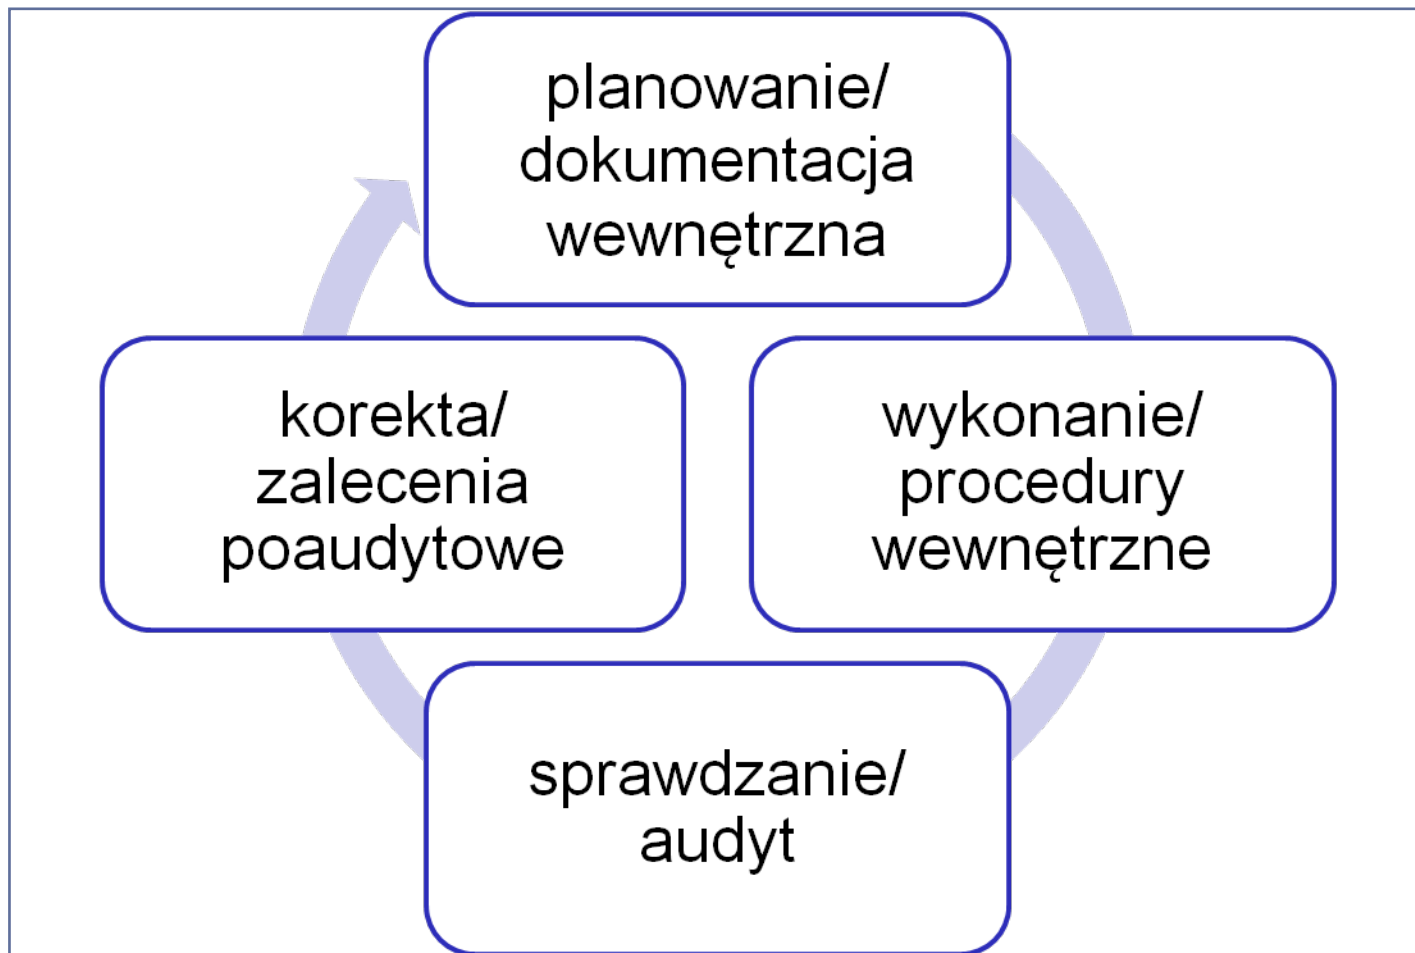 planowanie/
dokumentacja
wewnętrzna
korekta/
zalecenia
poaudytowe
wykonanie/
procedury
wewnętrzne
sprawdzanie/
audyt